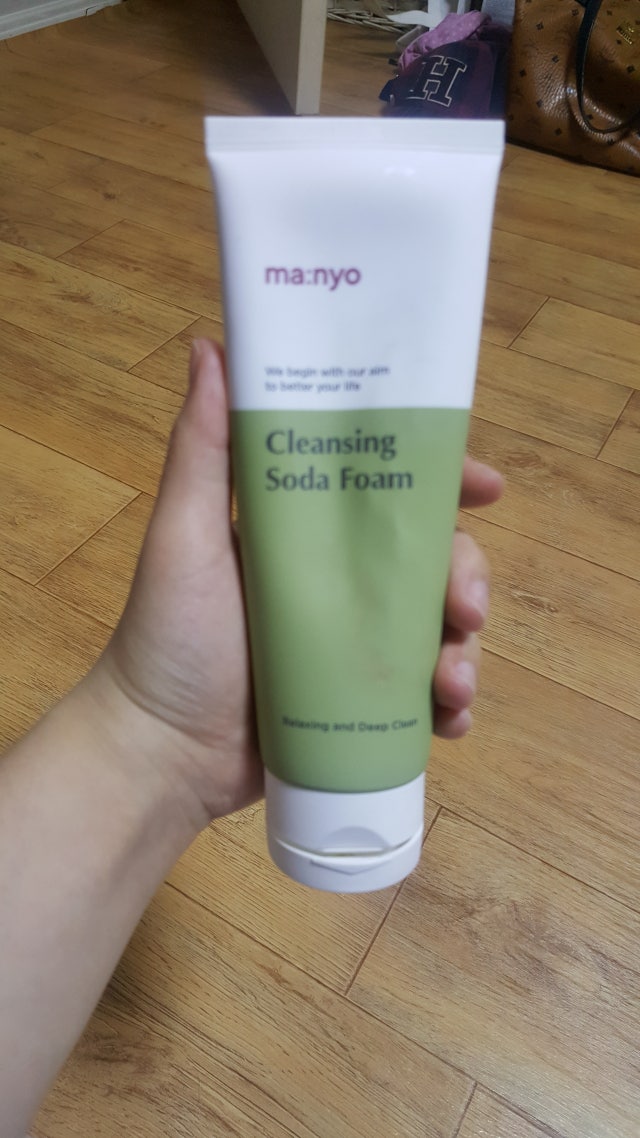 H
ma:nyo
We begin with our aim
to better your life
Cleansing
Soda Foam
Relaxing and Deep Clean